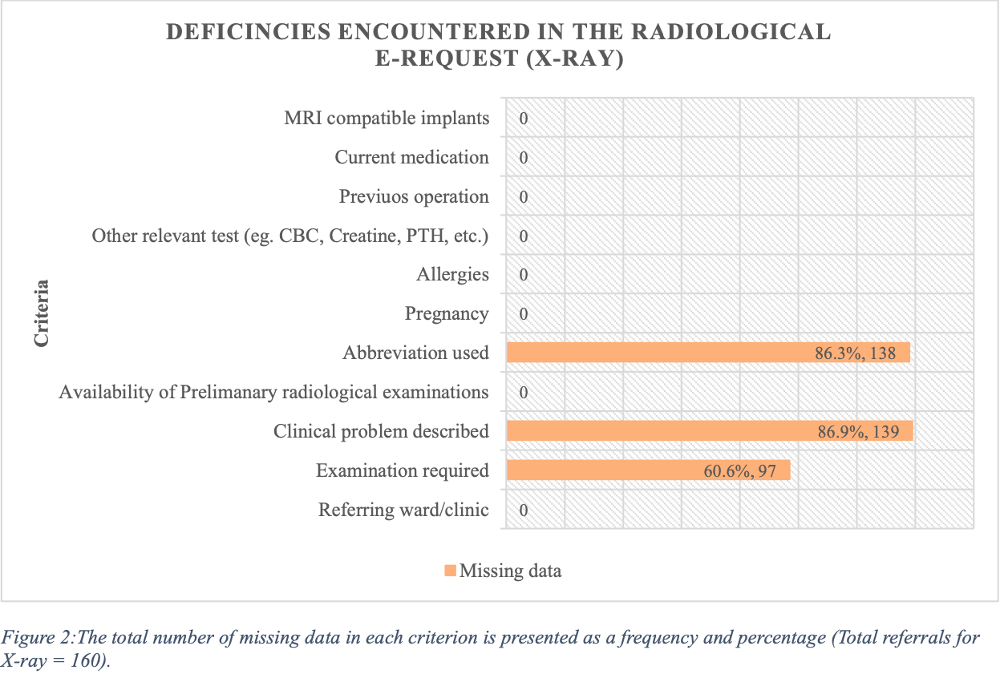 DEFICINCIES ENCOUNTERED IN THE RADIOLOGICAL
E-REQUEST (X-RAY)
Criteria
MRI compatible implants 0
Current medication 0
Previuos operation 0
Other relevant test (eg. CBC, Creatine, PTH, etc.) 0
Allergies 0
Pregnancy 0
Abbreviation used 86.3%, 138
Availability of Prelimanary radiological examinations 0
Clinical problem described 86.9%, 139
Examination required 60.6%, 97
Referring ward/clinic 0
Missing data
Figure 2:The total number of missing data in each criterion is presented as a frequency and percentage (Total referrals for
X-ray = 160).